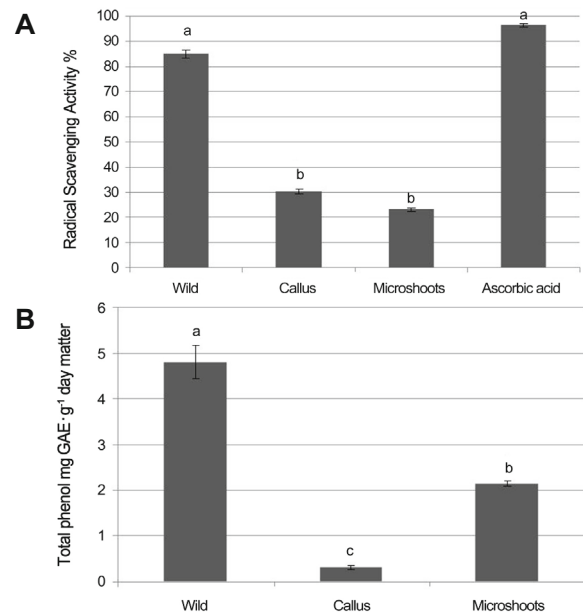 A
Radical Scavenging Activity %
100
90
80
70
60
50
40
30
20
10
0
a
b
b
a
Wild Callus Microshoots Ascorbic acid
B
Total phenol mg GAE·g⁻¹ day matter
6
5
4
3
2
1
0
a
c
b
Wild Callus Microshoots